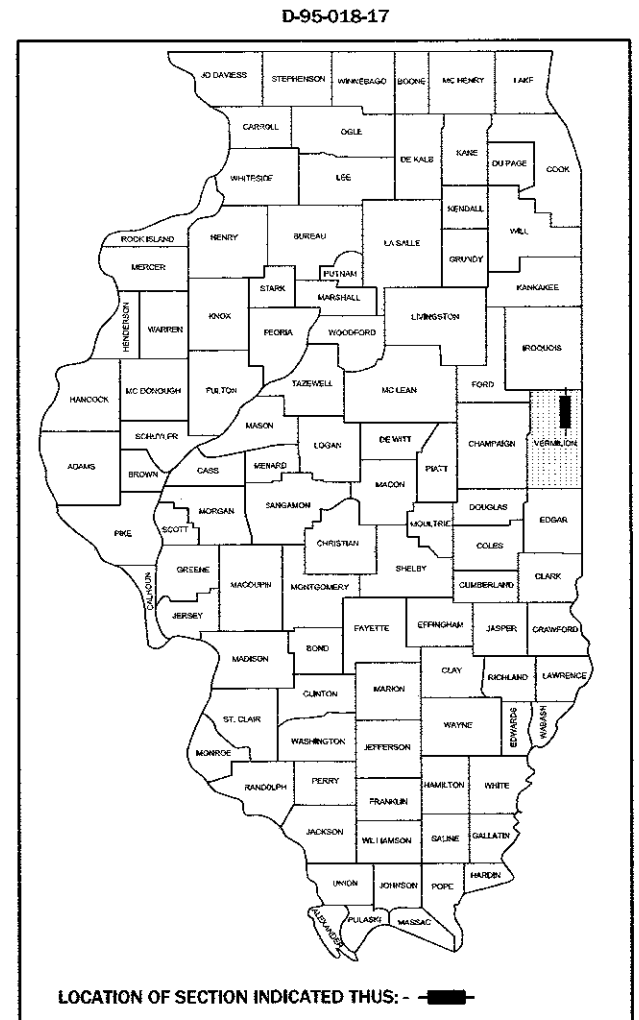 D-95-018-17
JO DAVIESS STEPHENSON WINNEBAGO BOONE MC HENRY LAKE
CARROLL OGLE DE KALB KANE DU PAGE COOK
WHITESIDE LEE
KENDALL WILL
ROCK ISLAND HENRY BUREAU LA SALLE GRUNDY
MERCER PUTNAM KANKAKEE
STARK MARSHALL LIVINGSTON
HENDERSON WARREN KNOX PEORIA WOODFORD IROQUOIS
TAZEWELL MC LEAN FORD
HANCOCK MC DONOUGH FULTON
MASON VERMILION
SCHUYLER LOGAN DE WITT CHAMPAIGN
ADAMS BROWN CASS MENARD MACON PIATT
MORGAN SANGAMON DOUGLAS
PIKE SCOTT CHRISTIAN MOULTRIE EDGAR
COLES
GREENE SHELBY
CALHOUN MACOUPIN MONTGOMERY CUMBERLAND CLARK
JERSEY
FAYETTE EFFINGHAM JASPER CRAWFORD
MADISON BOND
CLAY RICHLAND LAWRENCE
CLINTON MARION
ST. CLAIR WAYNE EDWARDS WABASH
WASHINGTON JEFFERSON
MONROE
RANDOLPH PERRY HAMILTON WHITE
FRANKLIN
JACKSON WILLIAMSON SALINE GALLATIN
HARDIN
UNION JOHNSON POPE
ALEXANDER PULASKI MASSAC
LOCATION OF SECTION INDICATED THUS: -